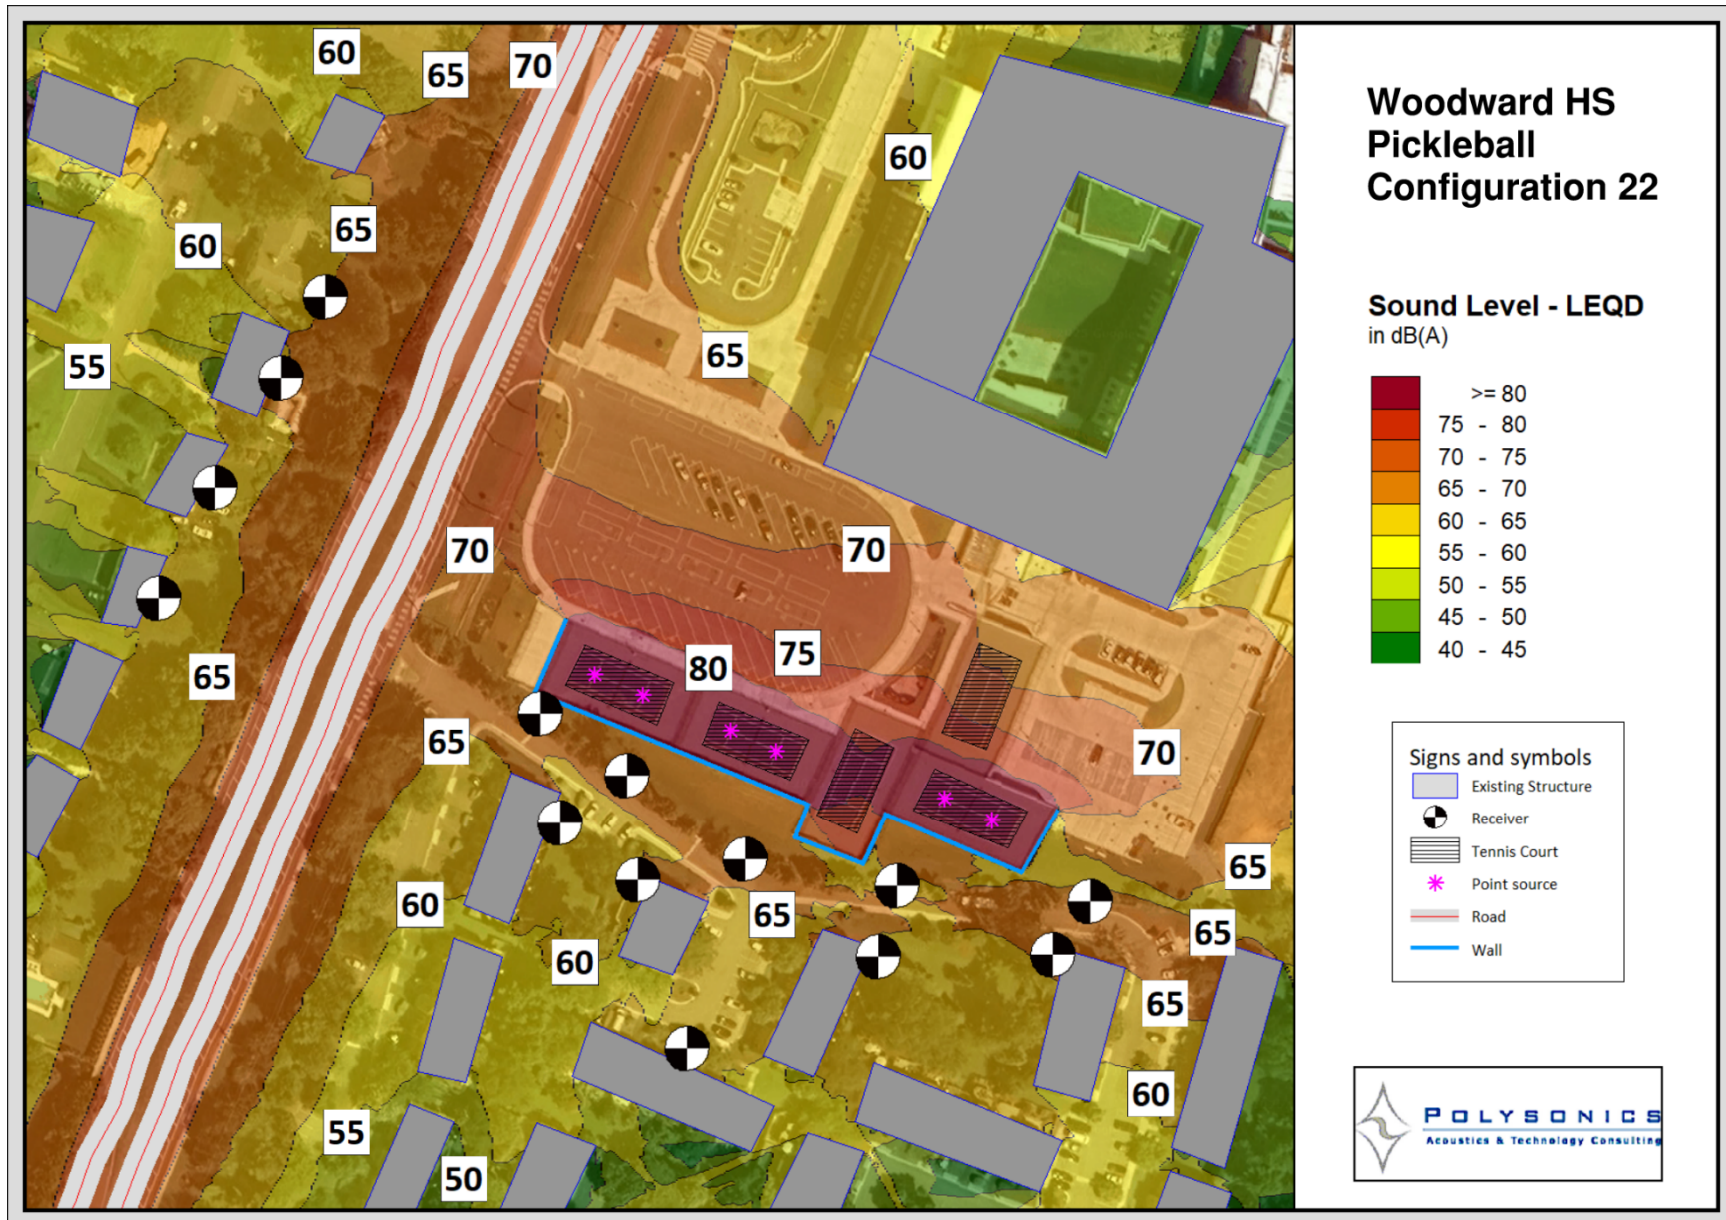 Woodward HS
Pickleball
Configuration 22
Sound Level - LEQD
in dB(A)
>= 80
75 - 80
70 - 75
65 - 70
60 - 65
55 - 60
50 - 55
45 - 50
40 - 45
Signs and symbols
Existing Structure
Receiver
Tennis Court
Point source
Road
Wall
POLYSONICS
Acoustics & Technology Consulting
60
65
70
60
65
60
65
55
70
70
65
80
75
65
70
65
60
65
65
60
65
60
55
50